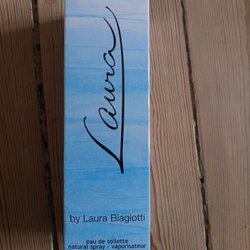 Laura
by Laura Biagiotti
eau de toilette
natural spray - vaporisateur